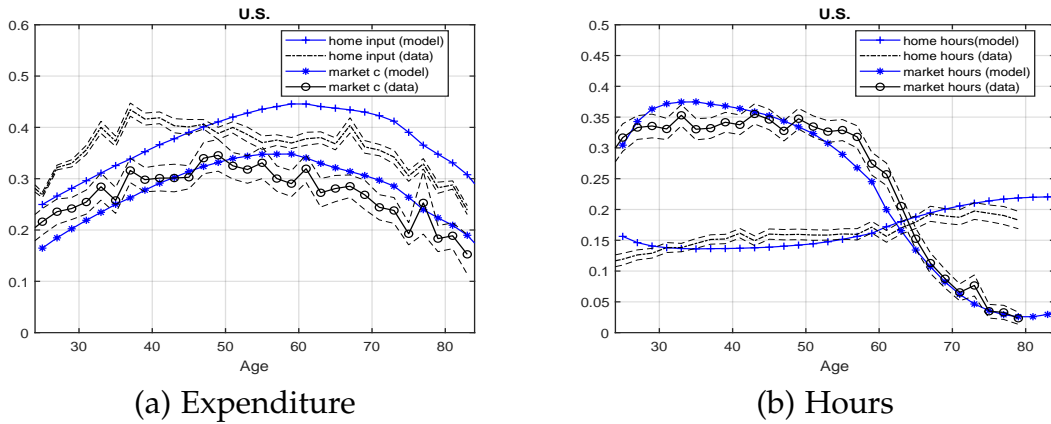 U.S.
0.6
0.5
0.4
0.3
0.2
0.1
0
home input (model)
home input (data)
market c (model)
market c (data)
30 40 50 60 70 80
Age
(a) Expenditure
U.S.
0.5
0.45
0.4
0.35
0.3
0.25
0.2
0.15
0.1
0.05
0
home hours(model)
home hours (data)
market hours (model)
market hours (data)
30 40 50 60 70 80
Age
(b) Hours